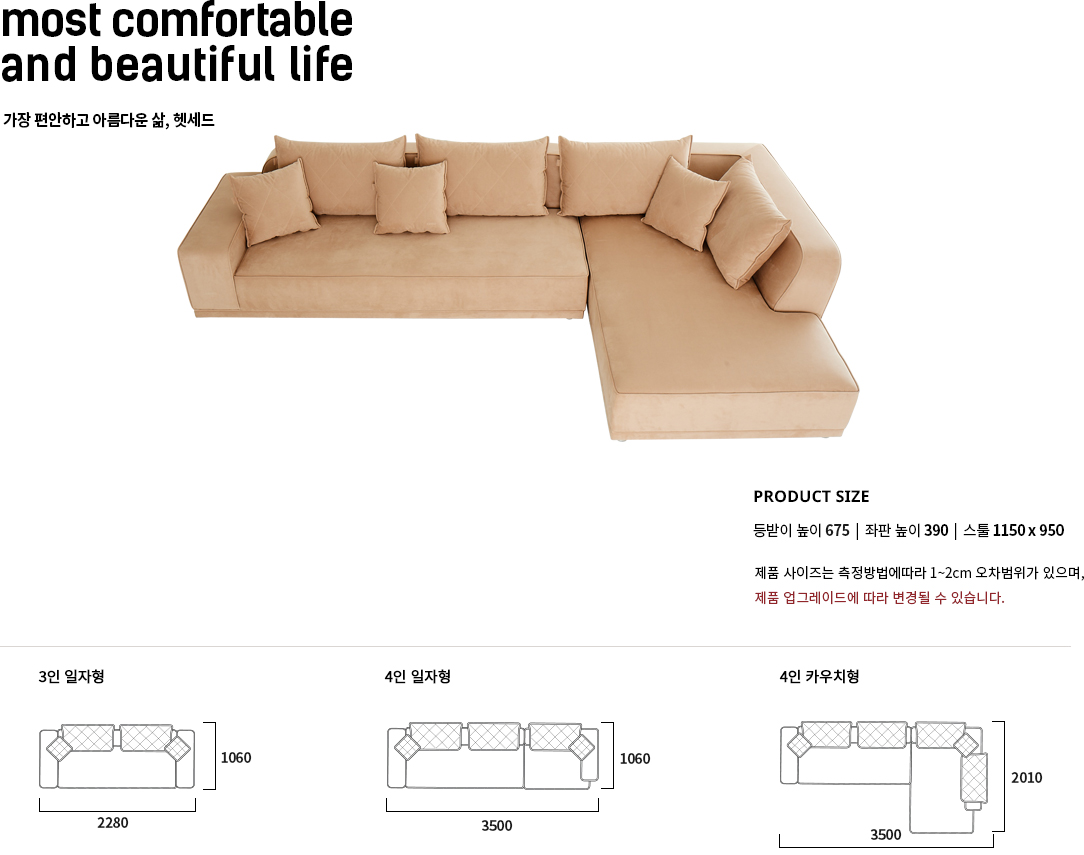 most comfortable
and beautiful life
가장 편안하고 아름다운 삶, 헷세드
PRODUCT SIZE
등받이 높이 675 | 좌판 높이 390 | 스툴 1150 x 950
제품 사이즈는 측정방법에따라 1~2cm 오차범위가 있으며,
제품 업그레이드에 따라 변경될 수 있습니다.
3인 일자형
1060
2280
4인 일자형
1060
3500
4인 카우치형
2010
3500